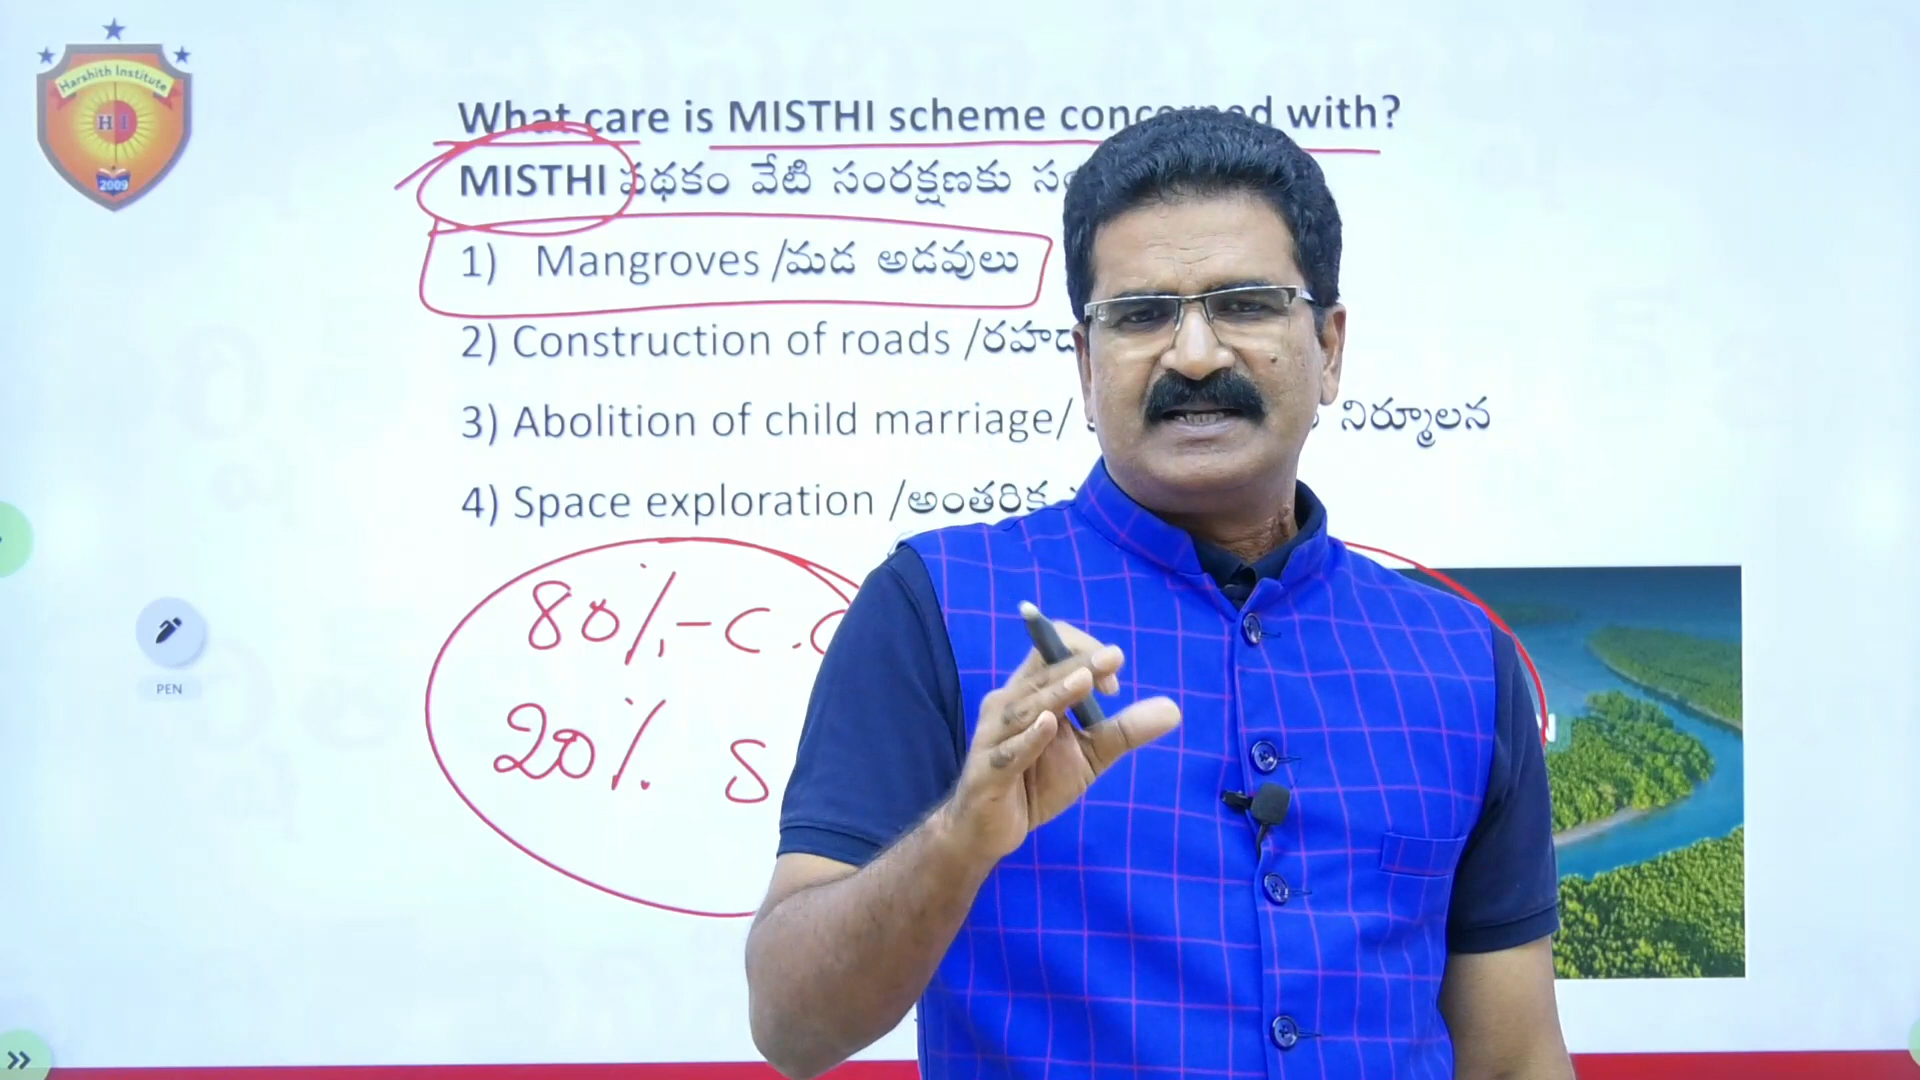 Harshith Institute
H I
2009
What care is MISTHI scheme concerned with?
MISTHI పథకం వేటి సంరక్షణకు
1) Mangroves /మడ అడవులు
2) Construction of roads /
3) Abolition of child marriage/ నిర్మూలన
4) Space exploration /
80%-C.
20% S
PEN